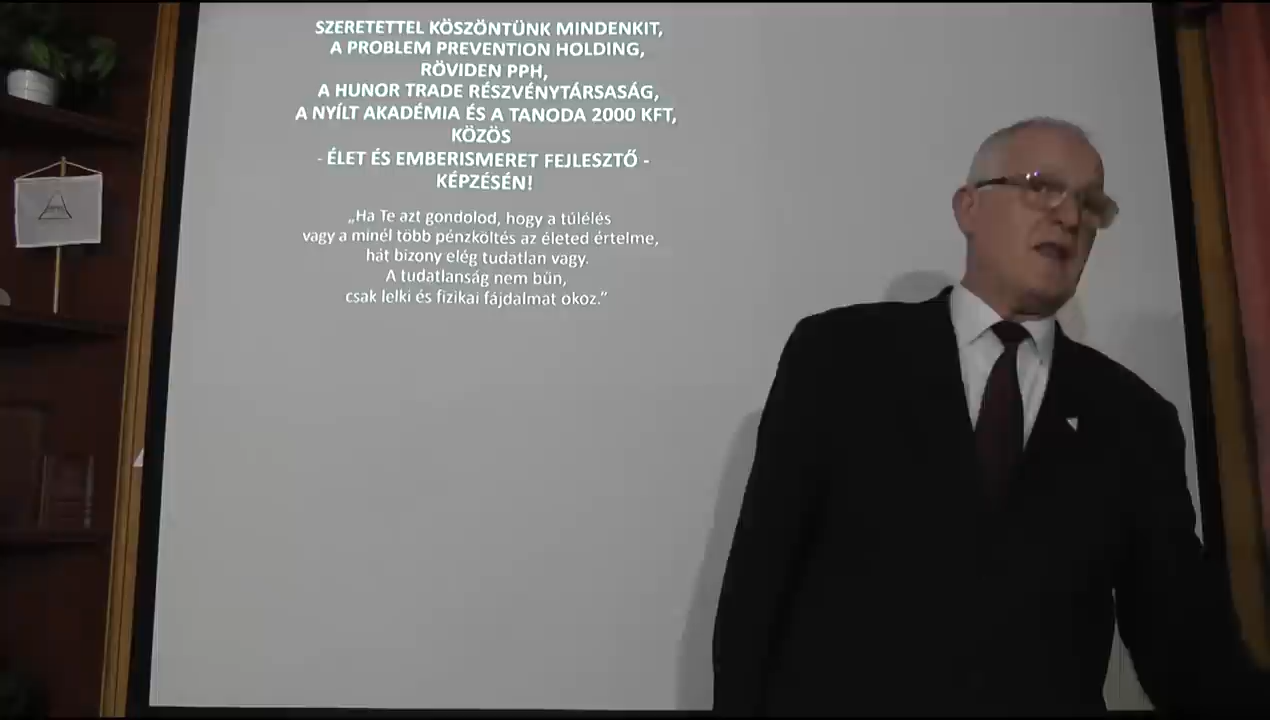 SZERETETTEL KÖSZÖNTÜNK MINDENKIT,
A PROBLEM PREVENTION HOLDING,
RÖVIDEN PPH,
A HUNOR TRADE RÉSZVÉNYTÁRSASÁG,
A NYÍLT AKADÉMIA ÉS A TANODA 2000 KFT,
KÖZÖS
- ÉLET ÉS EMBERISMERET FEJLESZTŐ -
KÉPZÉSÉN!
„Ha Te azt gondolod, hogy a túlélés
vagy a minél több pénzköltés az életed értelme,
hát bizony elég tudatlan vagy.
A tudatlanság nem bűn,
csak lelki és fizikai fájdalmat okoz.”